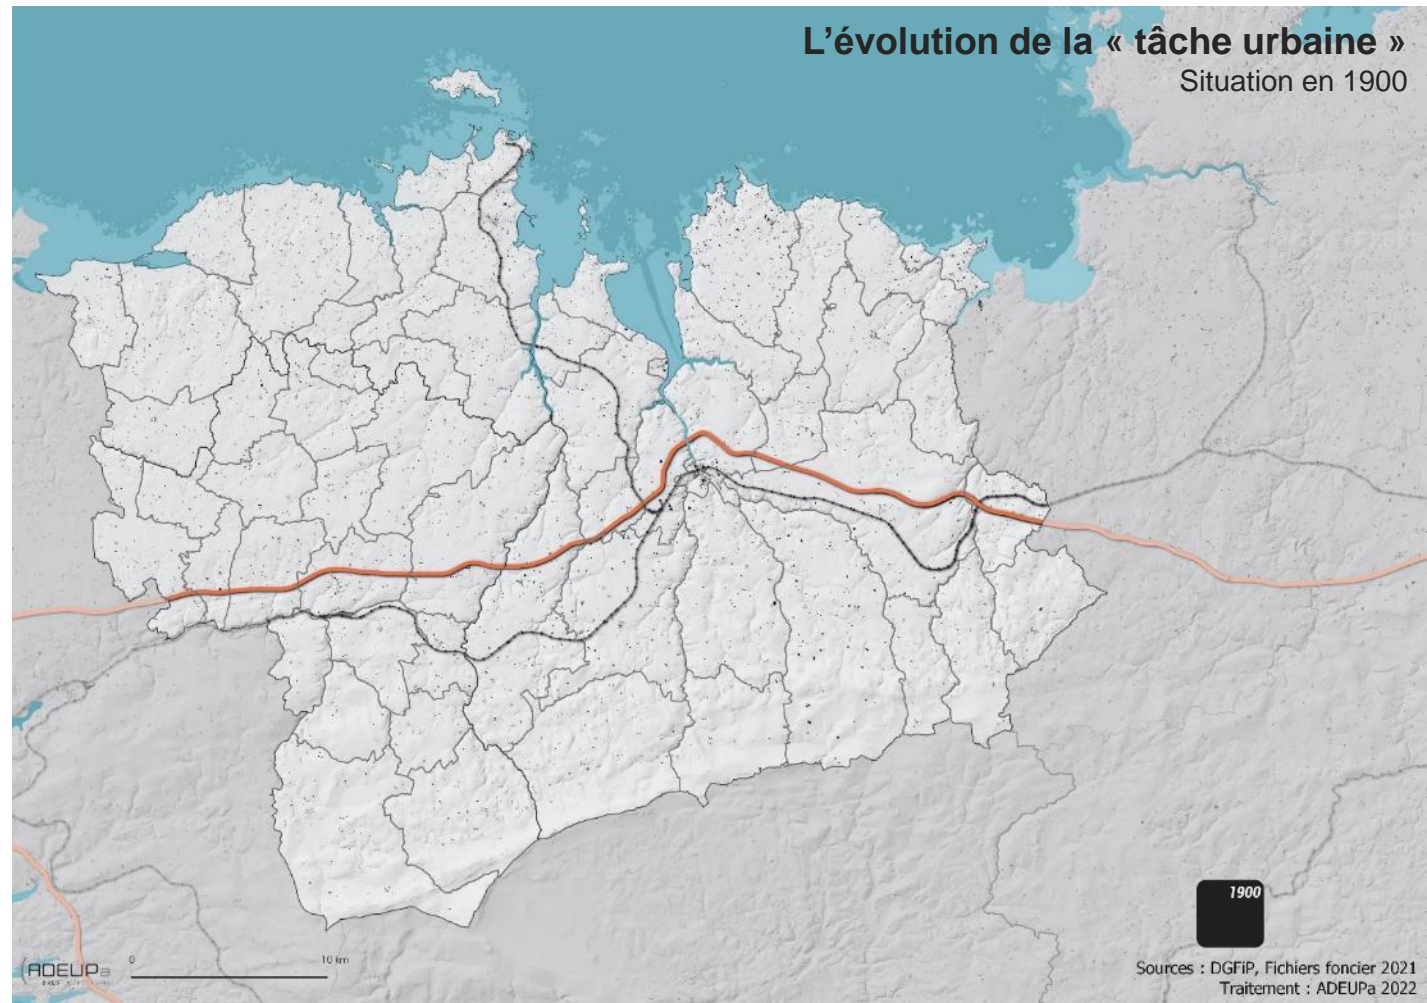 L'évolution de la « tâche urbaine »
Situation en 1900
1900
ADEUPa
0 10 km
Sources : DGFiP, Fichiers foncier 2021
Traitement : ADEUPa 2022